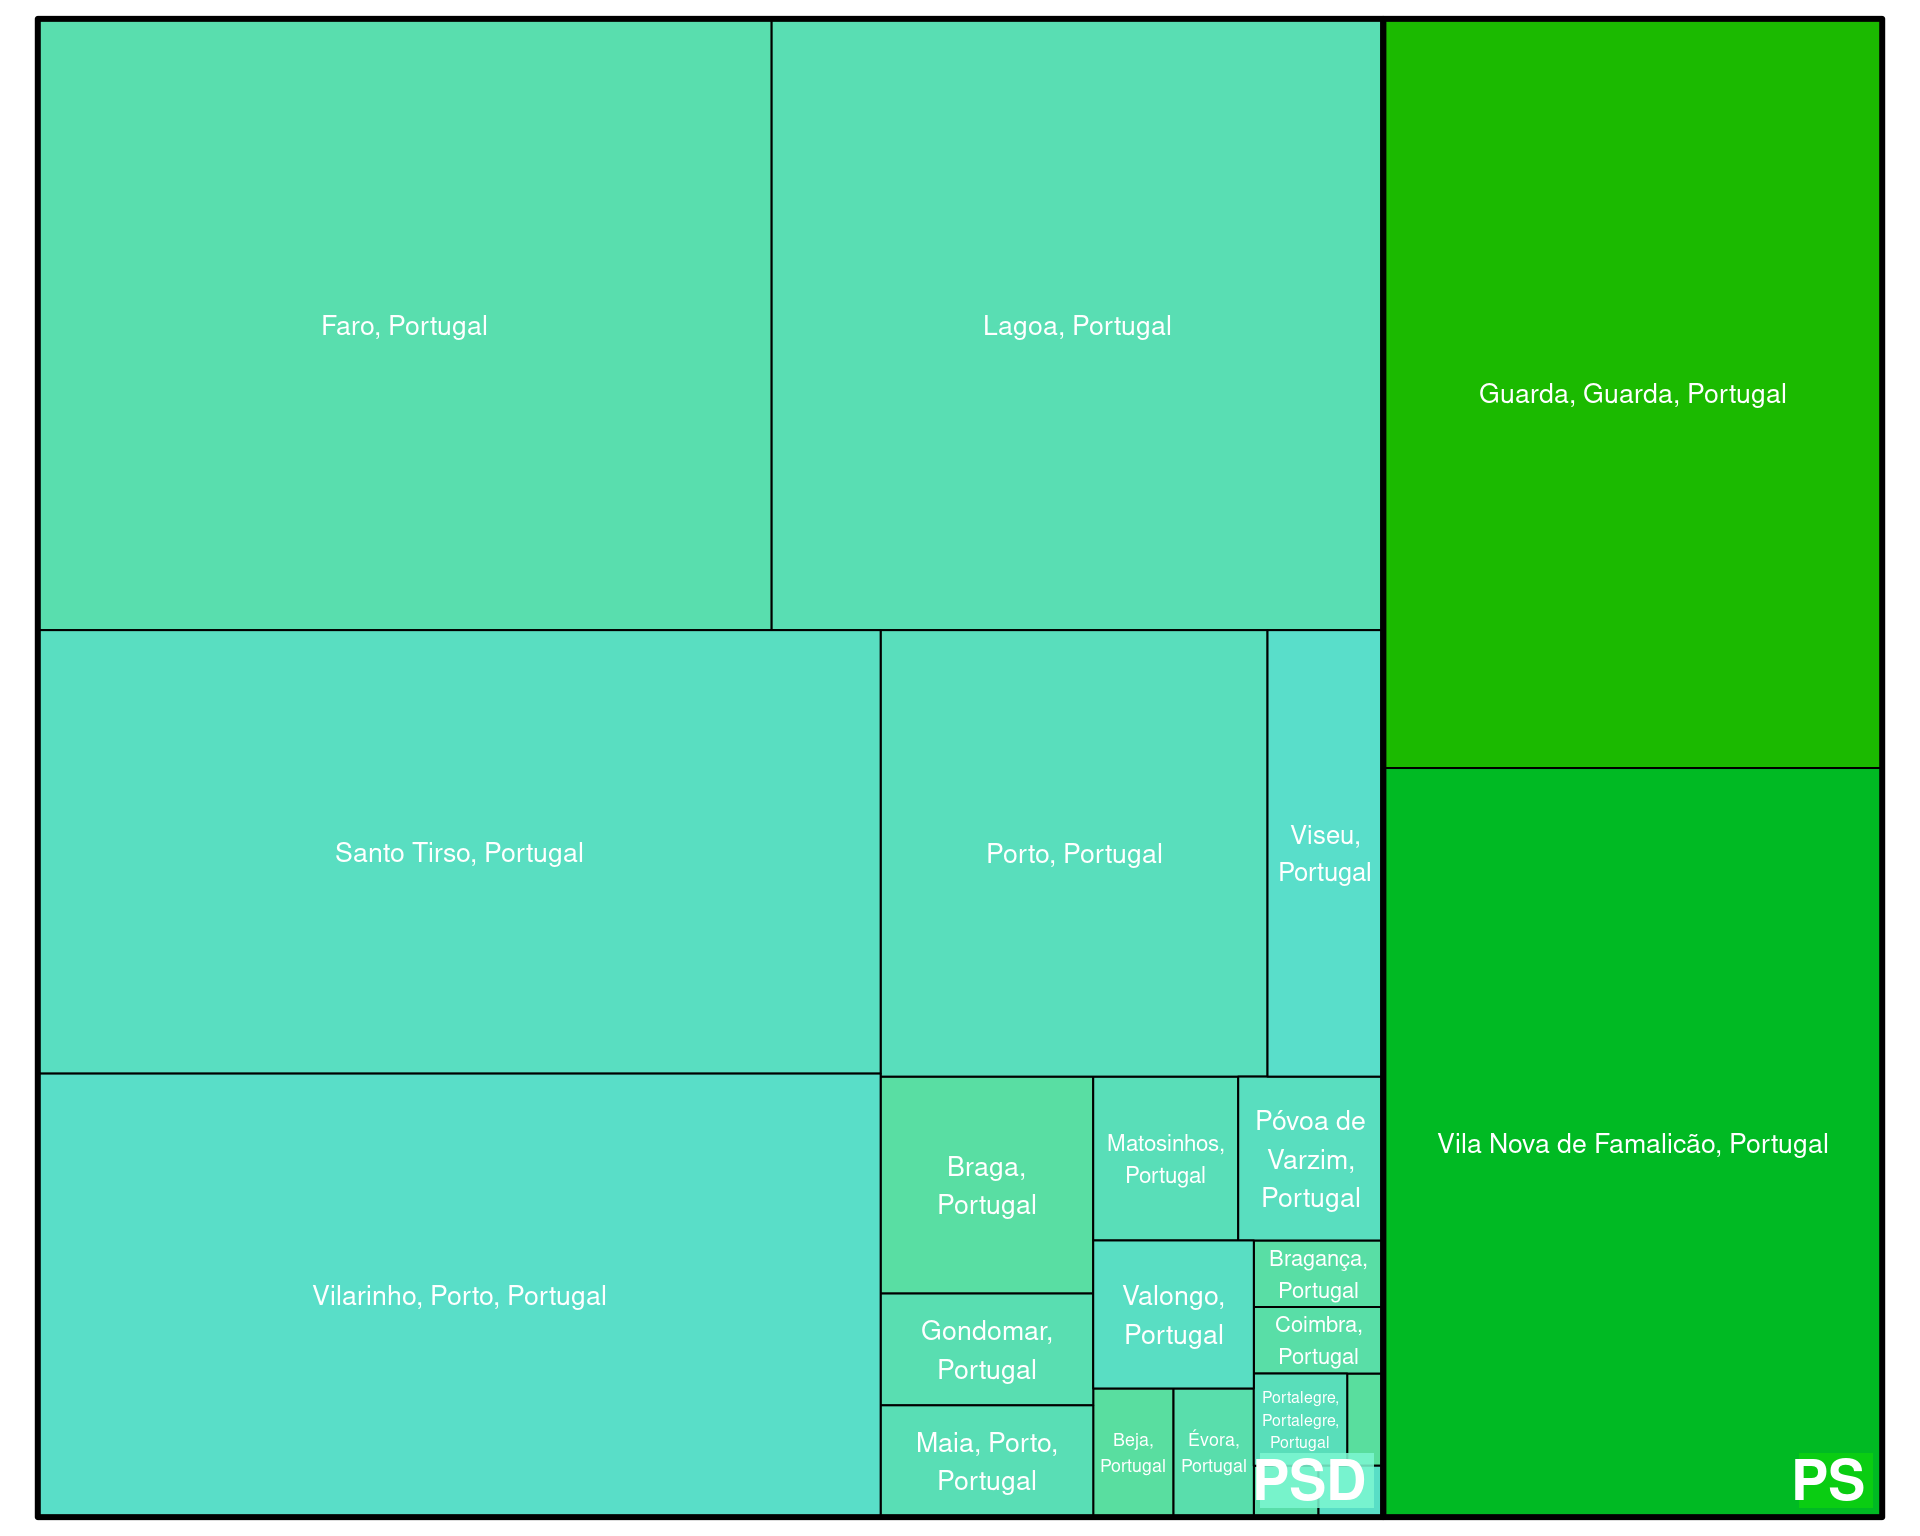 Faro, Portugal
Lagoa, Portugal
Guarda, Guarda, Portugal
Santo Tirso, Portugal
Porto, Portugal
Viseu,
Portugal
Vilarinho, Porto, Portugal
Braga,
Portugal
Matosinhos,
Portugal
Póvoa de
Varzim,
Portugal
Vila Nova de Famalicão, Portugal
Gondomar,
Portugal
Valongo,
Portugal
Bragança,
Portugal
Coimbra,
Portugal
Maia, Porto,
Portugal
Beja,
Portugal
Évora,
Portugal
Portalegre,
Portalegre,
Portugal
PSD
PS